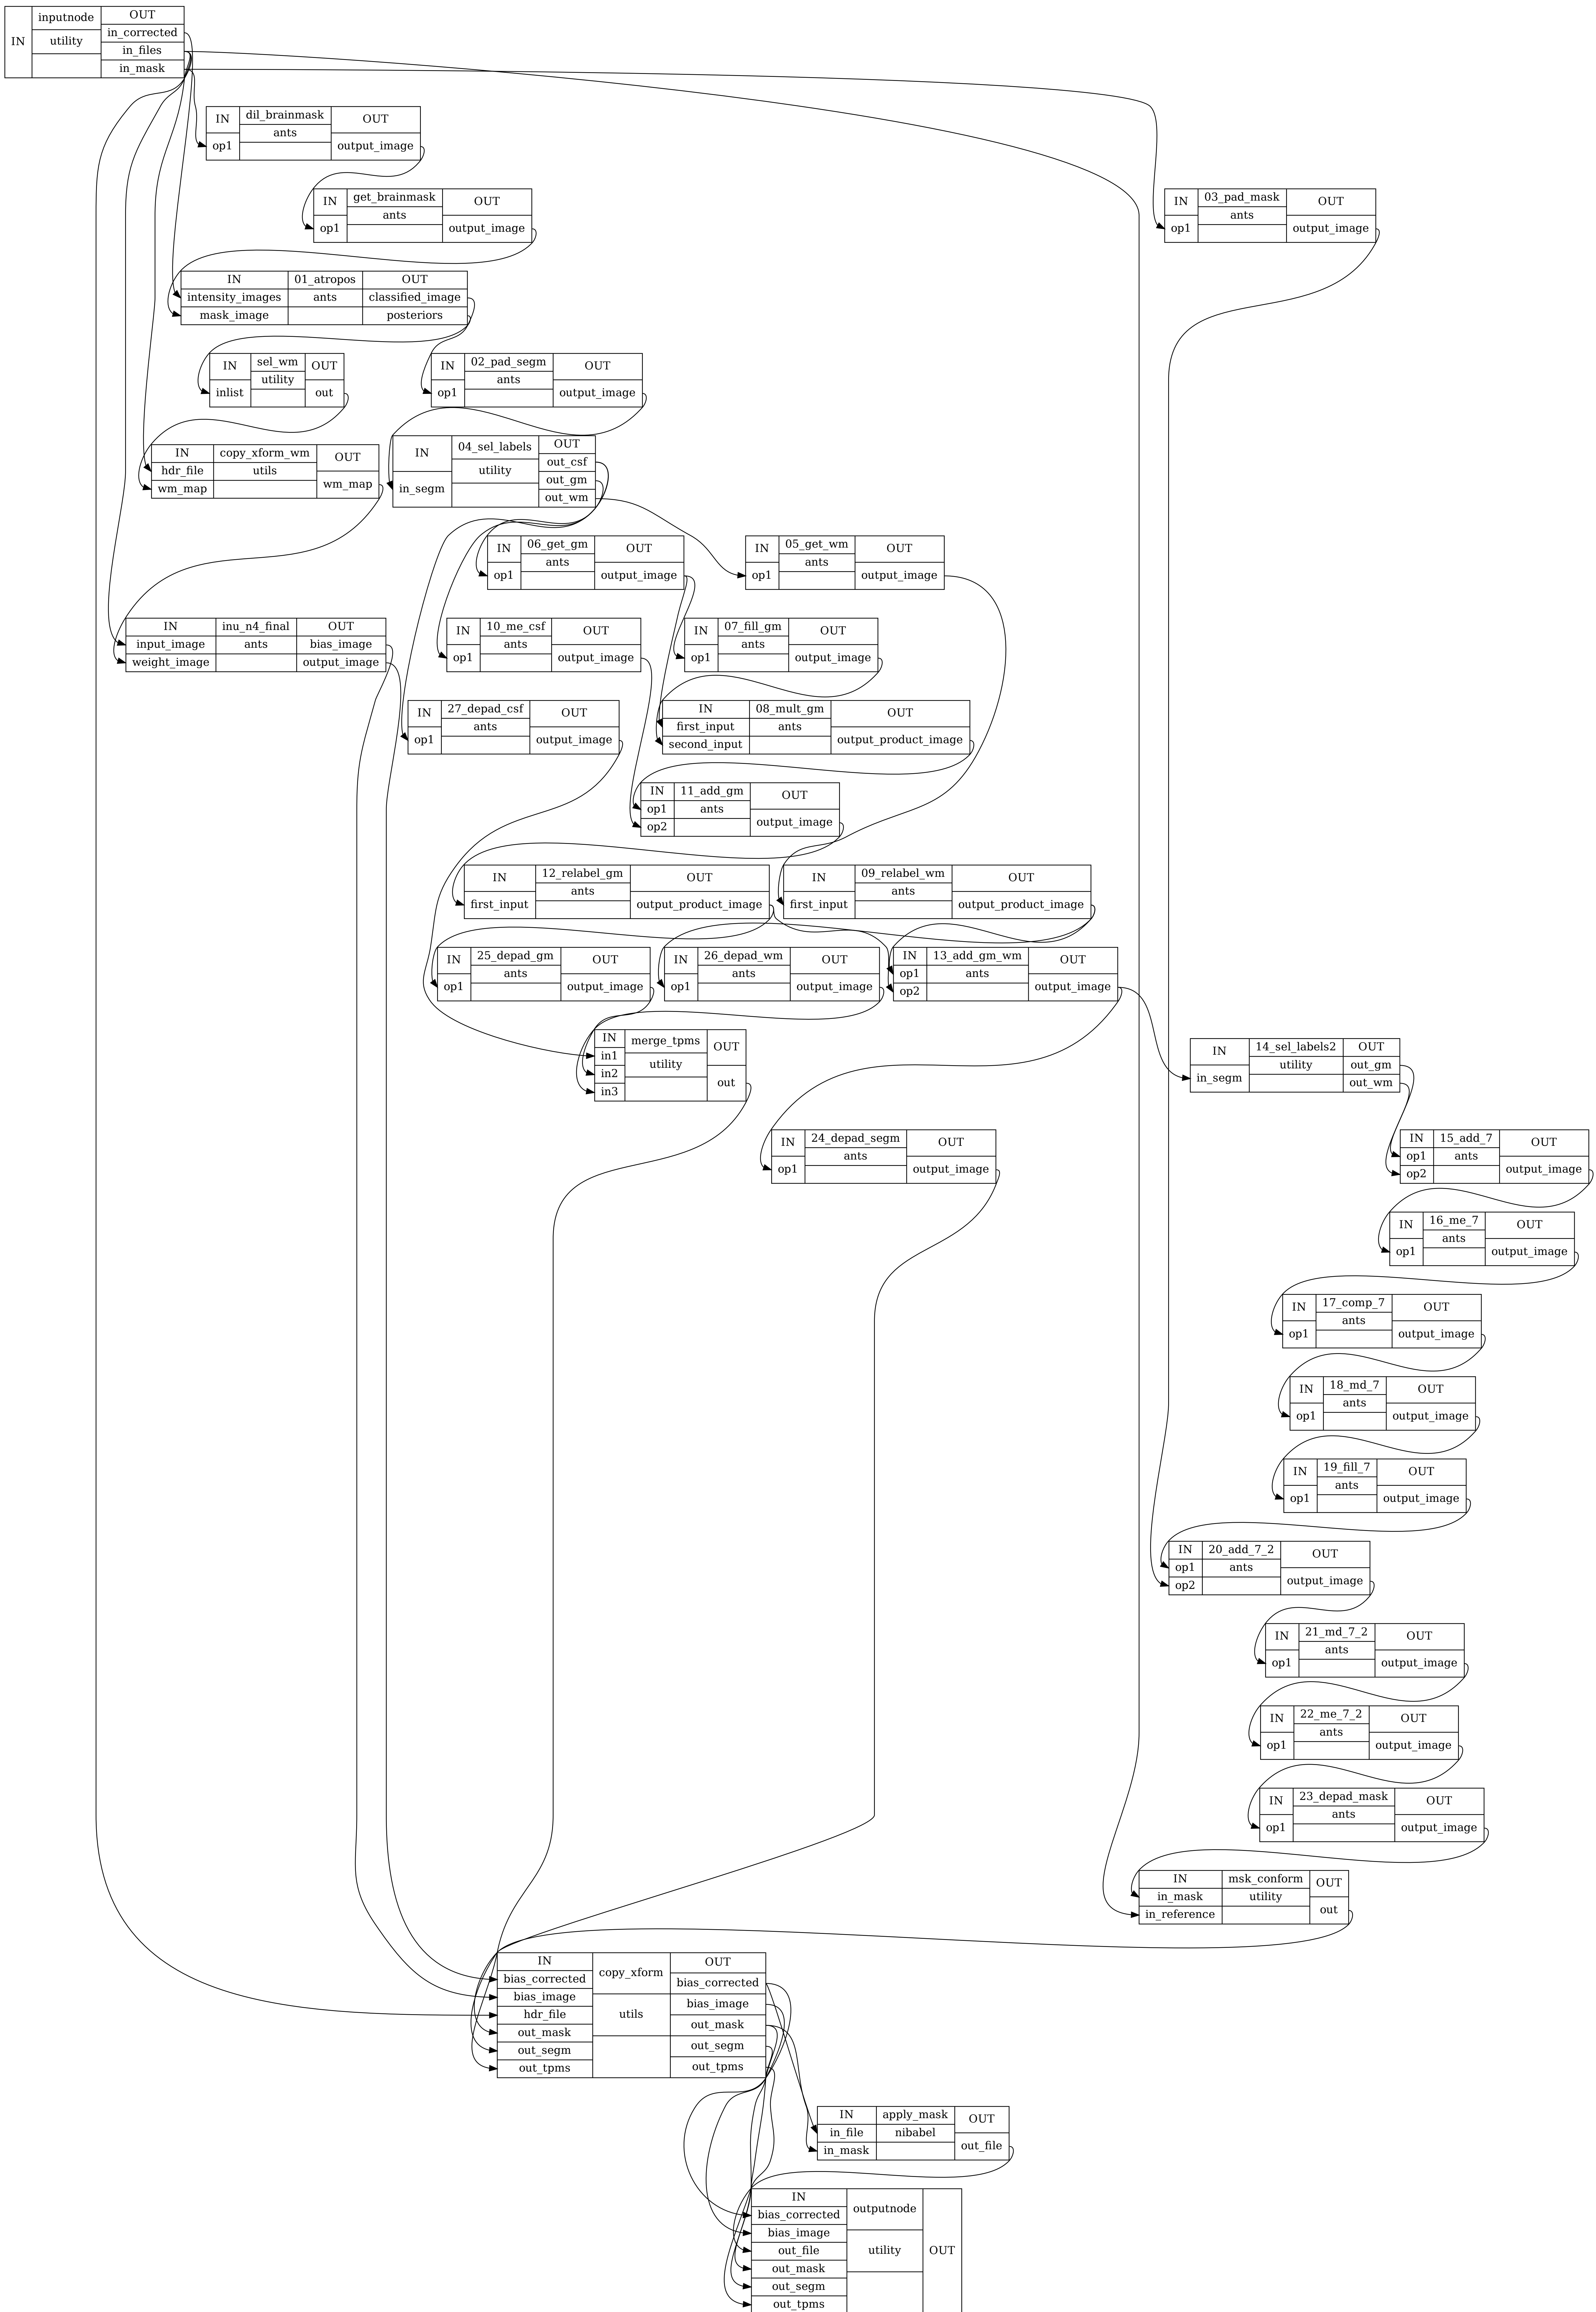 inputnode OUT
in_corrected
IN utility in_files
in_mask
IN dil_brainmask OUT
ants
op1 output_image
IN get_brainmask OUT
ants
op1 output_image
IN 03_pad_mask OUT
ants
op1 output_image
IN 01_atropos OUT
intensity_images ants classified_image
mask_image posteriors
IN sel_wm OUT
utility
inlist out
IN 02_pad_segm OUT
ants
op1 output_image
IN copy_xform_wm OUT
hdr_file utils
wm_map wm_map
IN 04_sel_labels OUT
out_csf
utility out_gm
in_segm out_wm
IN 06_get_gm OUT
ants
op1 output_image
IN 05_get_wm OUT
ants
op1 output_image
IN inu_n4_final OUT
input_image ants bias_image
weight_image output_image
IN 10_me_csf OUT
ants
op1 output_image
IN 07_fill_gm OUT
ants
op1 output_image
IN 27_depad_csf OUT
ants
op1 output_image
IN 08_mult_gm OUT
first_input ants
second_input output_product_image
IN 11_add_gm OUT
op1 ants
op2 output_image
IN 12_relabel_gm OUT
ants
first_input output_product_image
IN 09_relabel_wm OUT
ants
first_input output_product_image
IN 25_depad_gm OUT
ants
op1 output_image
IN 26_depad_wm OUT
ants
op1 output_image
IN 13_add_gm_wm OUT
op1 ants
op2 output_image
IN merge_tpms OUT
in1
in2 utility
in3 out
IN 14_sel_labels2 OUT
utility out_gm
in_segm out_wm
IN 24_depad_segm OUT
ants
op1 output_image
IN 15_add_7 OUT
op1 ants
op2 output_image
IN 16_me_7 OUT
ants
op1 output_image
IN 17_comp_7 OUT
ants
op1 output_image
IN 18_md_7 OUT
ants
op1 output_image
IN 19_fill_7 OUT
ants
op1 output_image
IN 20_add_7_2 OUT
op1 ants
op2 output_image
IN 21_md_7_2 OUT
ants
op1 output_image
IN 22_me_7_2 OUT
ants
op1 output_image
IN 23_depad_mask OUT
ants
op1 output_image
IN msk_conform OUT
in_mask utility
in_reference out
IN copy_xform OUT
bias_corrected bias_corrected
bias_image bias_image
hdr_file utils out_mask
out_mask out_segm
out_segm out_tpms
out_tpms
IN apply_mask OUT
in_file nibabel
in_mask out_file
IN outputnode
bias_corrected
bias_image
out_file utility OUT
out_mask
out_segm
out_tpms